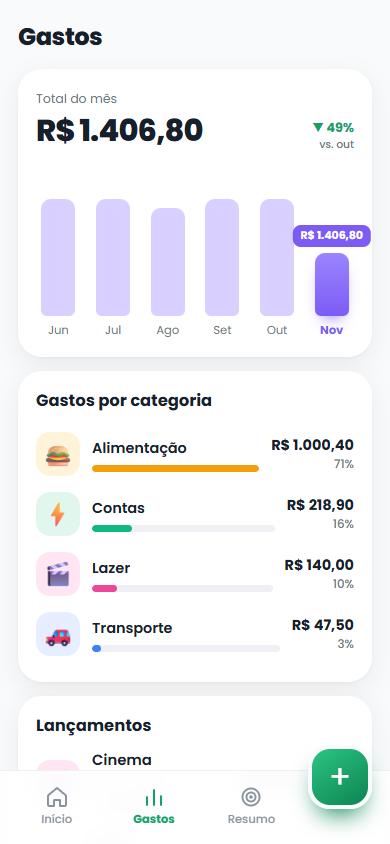 Gastos
Total do mês
R$ 1.406,80
▼ 49%
vs. out
R$ 1.406,80
Jun Jul Ago Set Out Nov
Gastos por categoria
Alimentação R$ 1.000,40
71%
Contas R$ 218,90
16%
Lazer R$ 140,00
10%
Transporte R$ 47,50
3%
Lançamentos
Cinema
+
Início Gastos Resumo